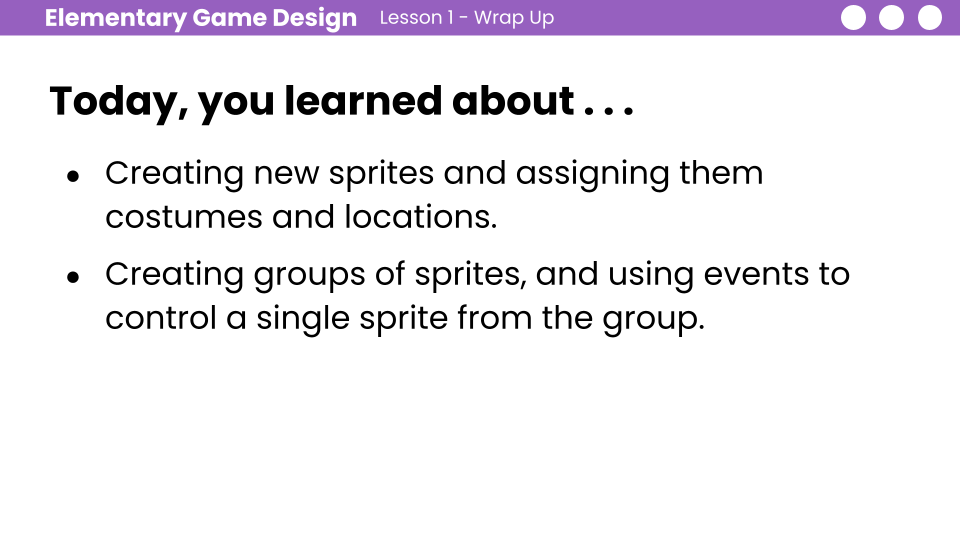 Elementary Game Design Lesson 1 - Wrap Up
Today, you learned about . . .
● Creating new sprites and assigning them
costumes and locations.
● Creating groups of sprites, and using events to
control a single sprite from the group.